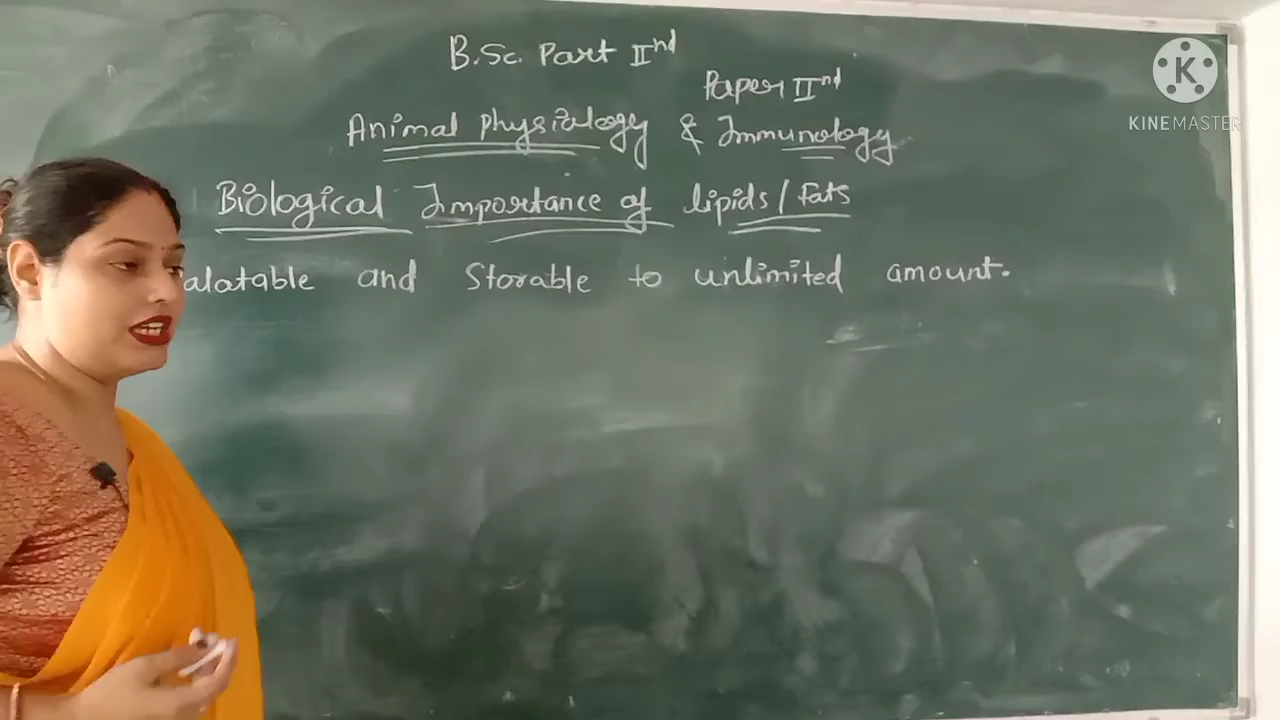 B.Sc. Part IInd
Paper IInd
Animal Physiology & Immunology
Biological Importance of lipids/Fats
alatable and Storable to unlimited amount.
K
KINEMASTER